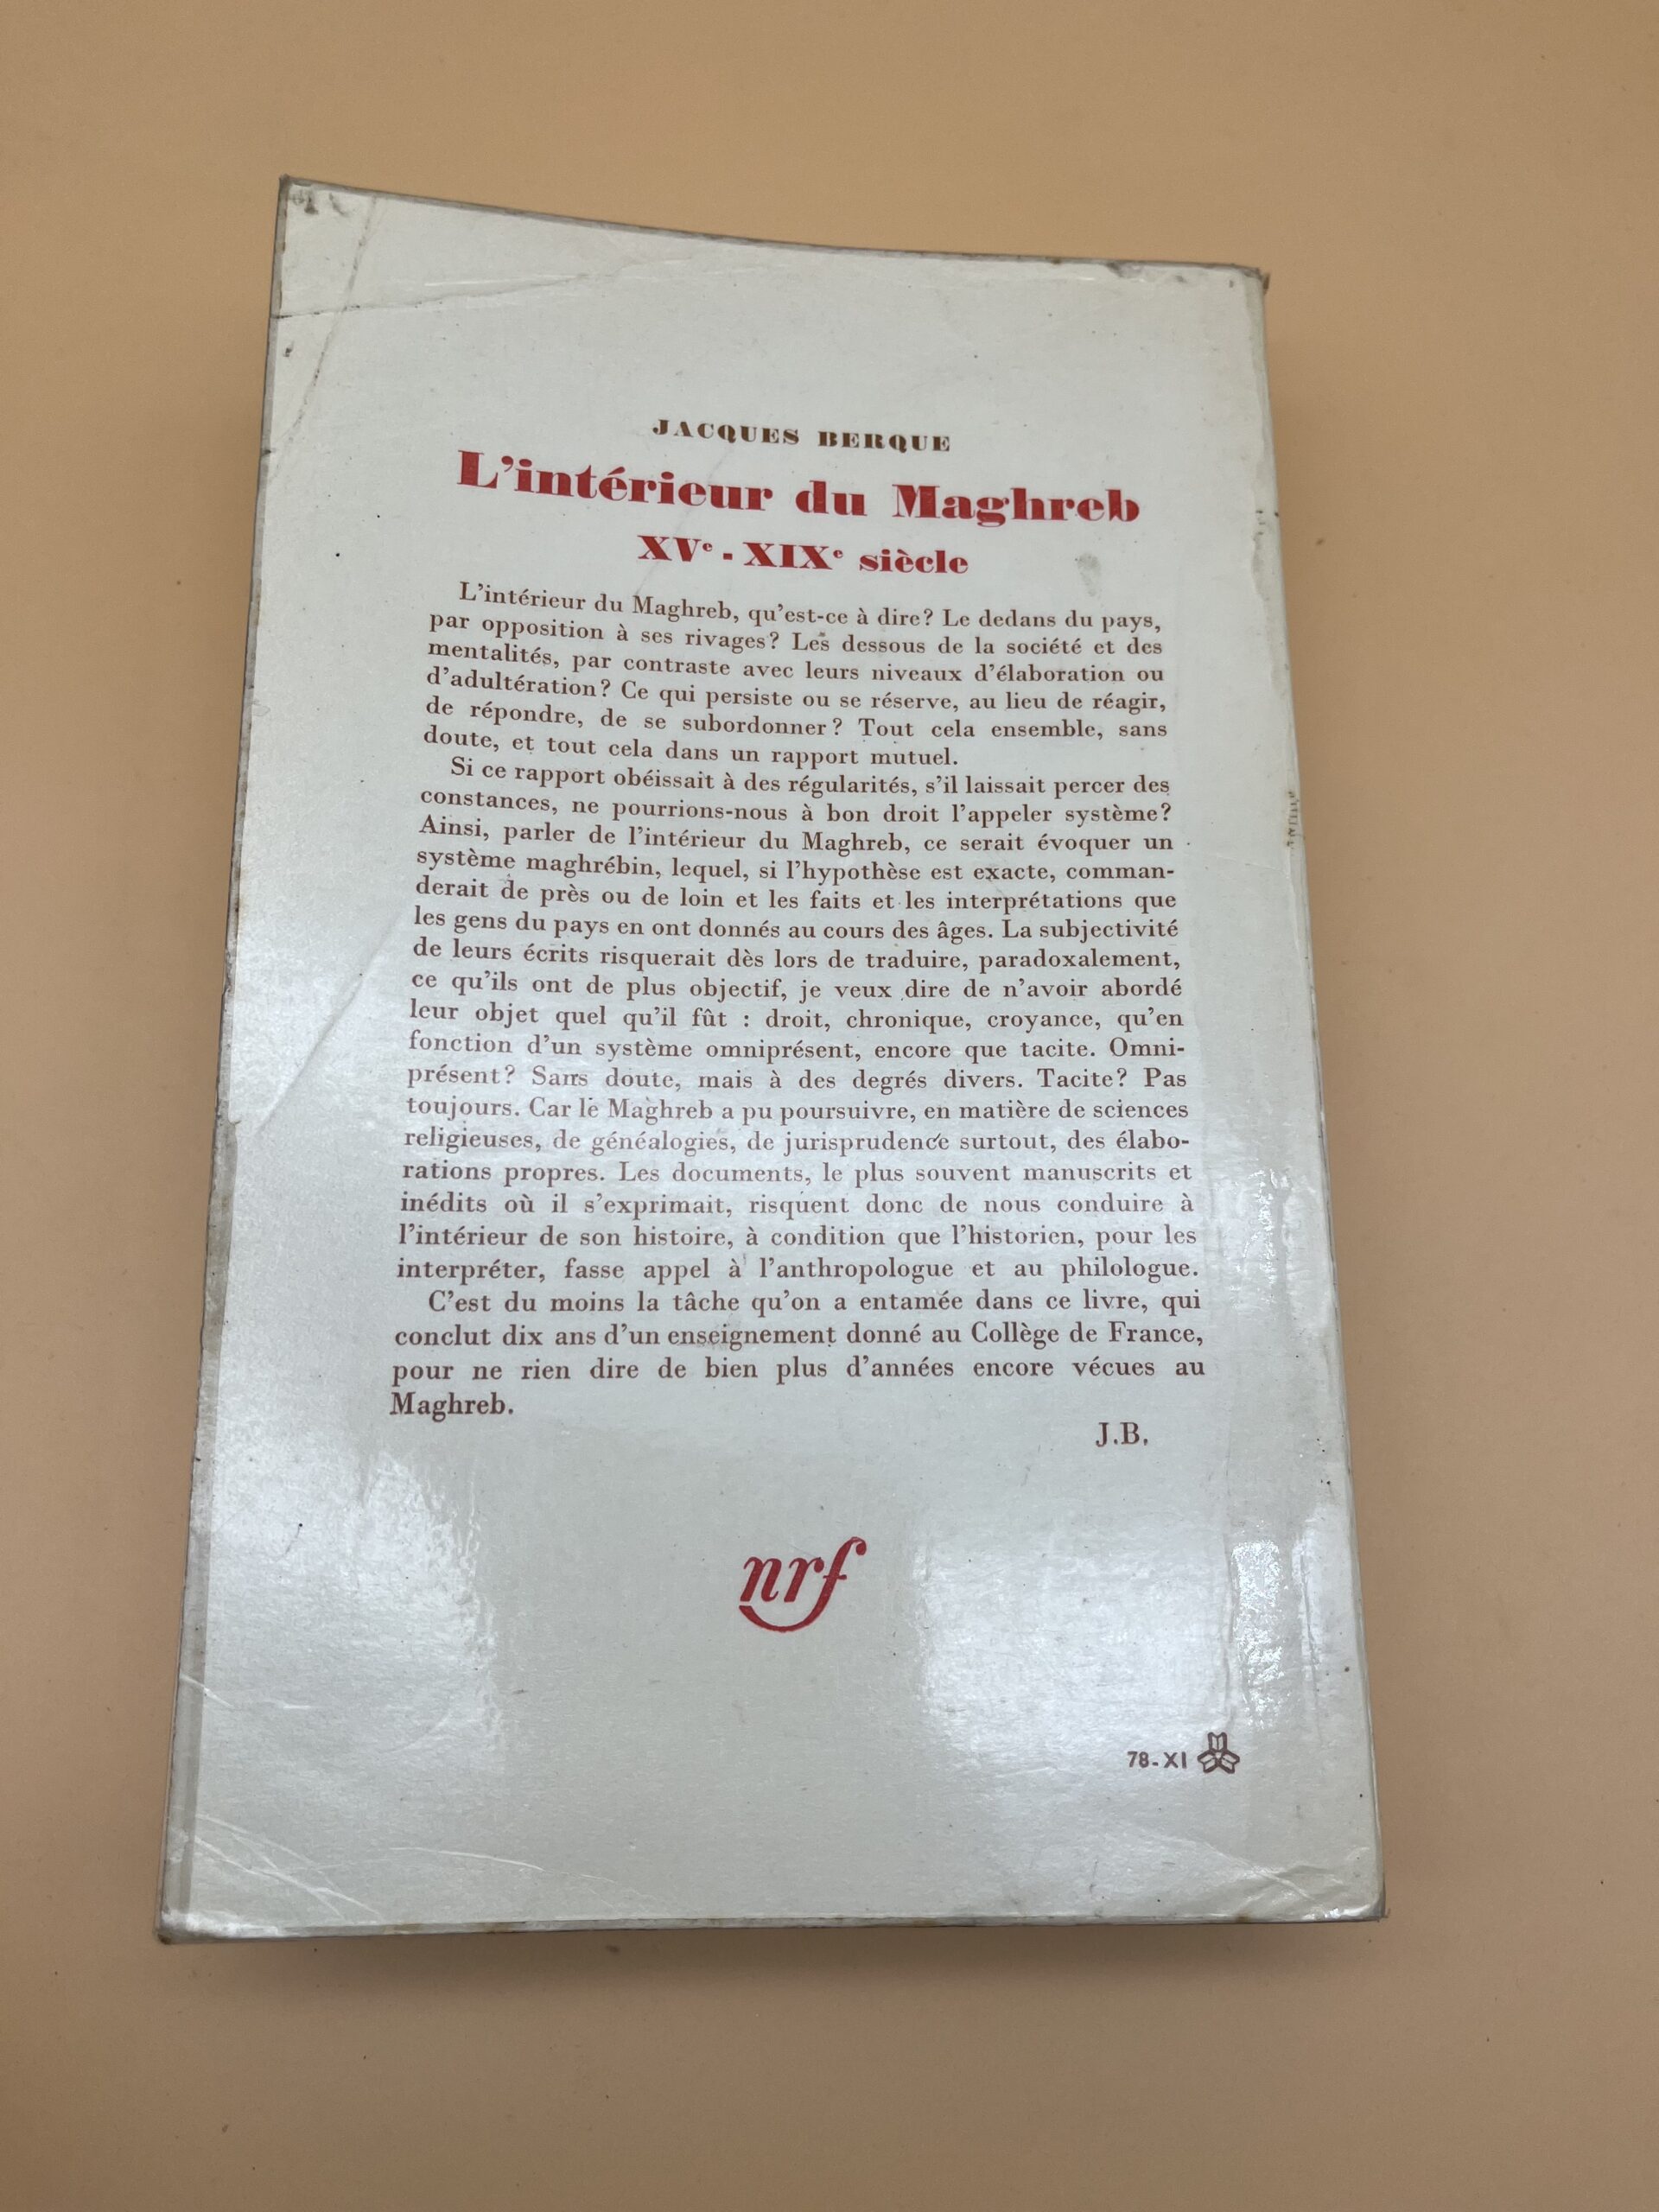 JACQUES BERQUE
L'intérieur du Maghreb
XVe - XIXe siècle
L'intérieur du Maghreb, qu'est-ce à dire? Le dedans du pays,
par opposition à ses rivages? Les dessous de la société et des
mentalités, par contraste avec leurs niveaux d'élaboration ou
d'adultération? Ce qui persiste ou se réserve, au lieu de réagir,
de répondre, de se subordonner? Tout cela ensemble, sans
doute, et tout cela dans un rapport mutuel.
Si ce rapport obéissait à des régularités, s'il laissait percer des
constances, ne pourrions-nous à bon droit l'appeler système?
Ainsi, parler de l'intérieur du Maghreb, ce serait évoquer un
système maghrébin, lequel, si l'hypothèse est exacte, comman-
derait de près ou de loin et les faits et les interprétations que
les gens du pays en ont donnés au cours des âges. La subjectivité
de leurs écrits risquerait dès lors de traduire, paradoxalement,
ce qu'ils ont de plus objectif, je veux dire de n'avoir abordé
leur objet quel qu'il fût : droit, chronique, croyance, qu'en
fonction d'un système omniprésent, encore que tacite. Omni-
présent? Sans doute, mais à des degrés divers. Tacite? Pas
toujours. Car le Maghreb a pu poursuivre, en matière de sciences
religieuses, de généalogies, de jurisprudence surtout, des élabo-
rations propres. Les documents, le plus souvent manuscrits et
inédits où il s'exprimait, risquent donc de nous conduire à
l'intérieur de son histoire, à condition que l'historien, pour les
interpréter, fasse appel à l'anthropologue et au philologue.
C'est du moins la tâche qu'on a entamée dans ce livre, qui
conclut dix ans d'un enseignement donné au Collège de France,
pour ne rien dire de bien plus d'années encore vécues au
Maghreb.
J.B.
nrf
78-XI